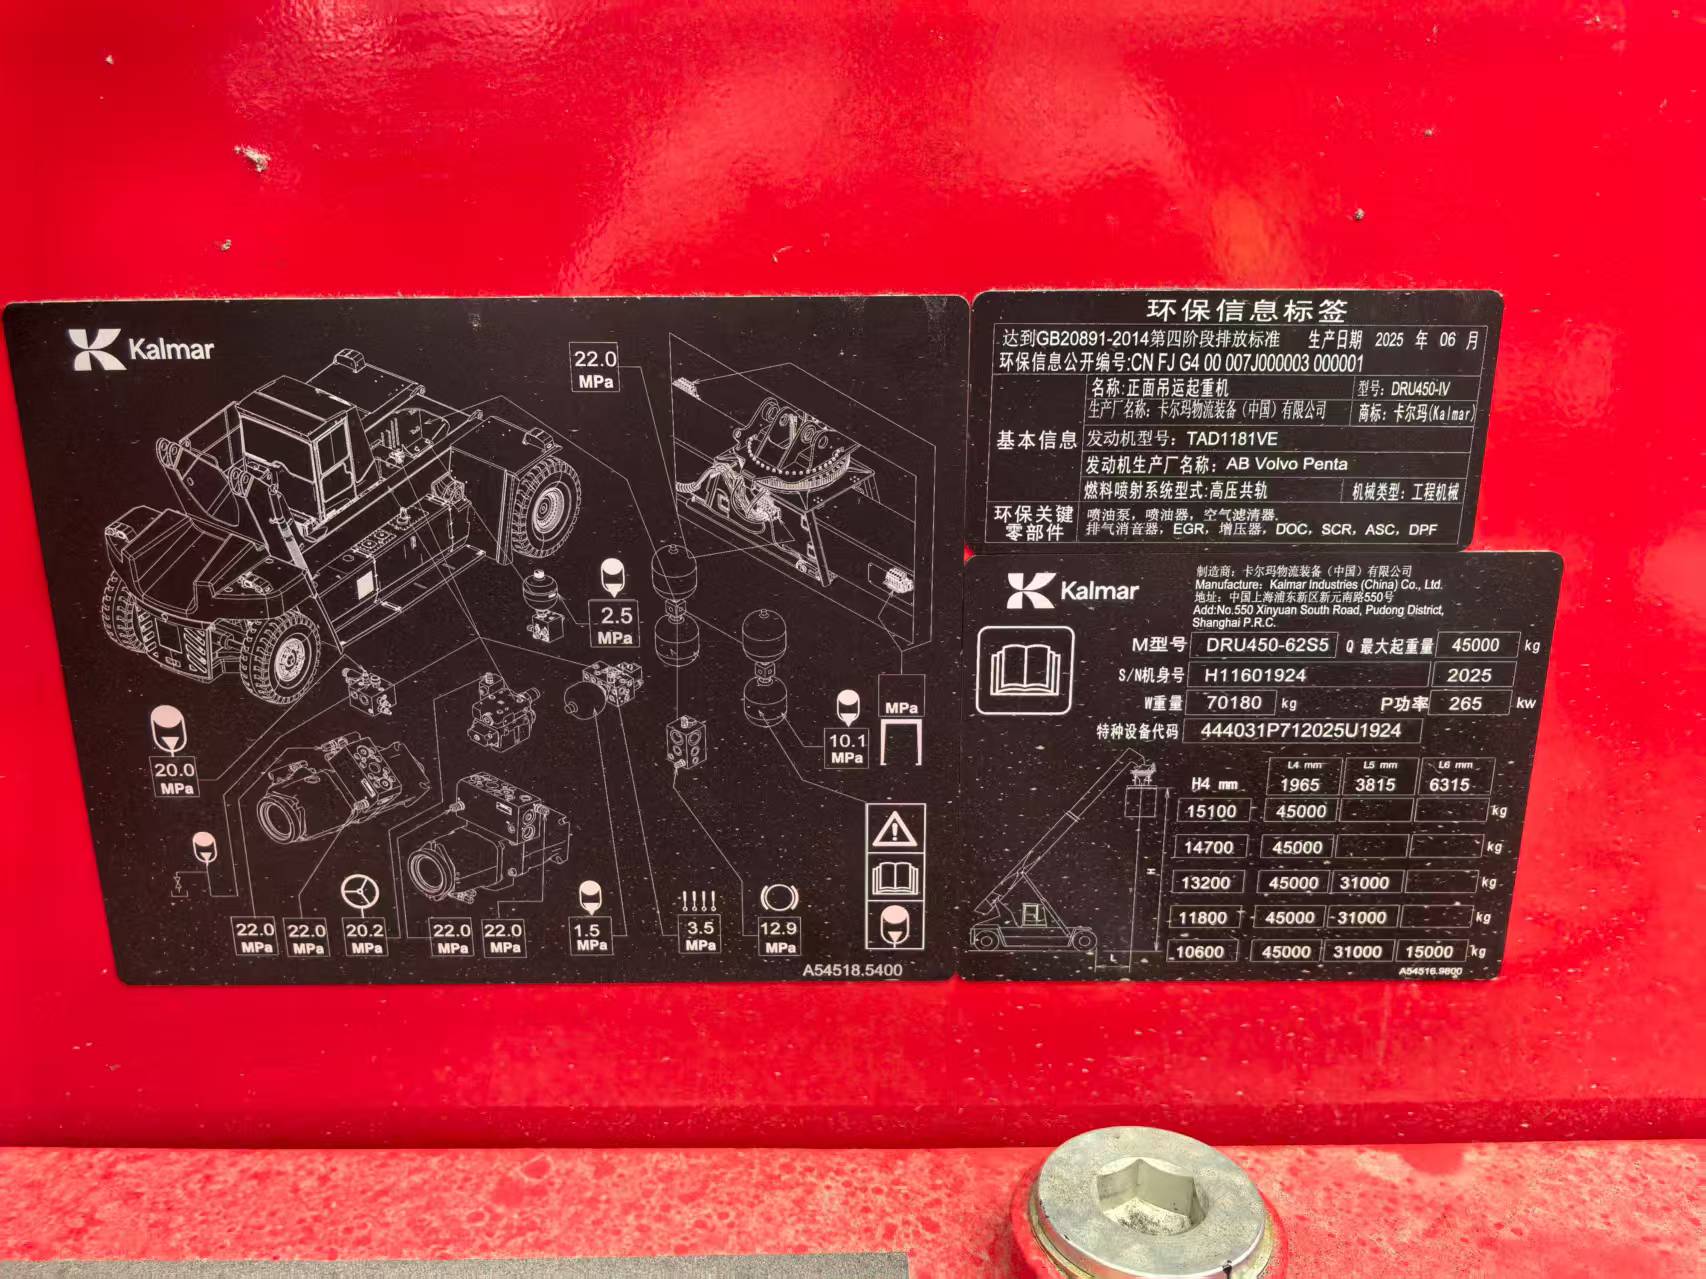 Kalmar
22.0
MPa
2.5
MPa
20.0
MPa
MPa
10.1
MPa
22.0
MPa
22.0
MPa
20.2
MPa
22.0
MPa
22.0
MPa
1.5
MPa
3.5
MPa
12.9
MPa
A54518.5400
环保信息标签
达到GB20891-2014第四阶段排放标准 生产日期 2025 年 06 月
环保信息公开编号:CN FJ G4 00 007J000003 000001
基本信息
名称:正面吊运起重机 型号: DRU450-IV
生产厂名称: 卡尔玛物流装备(中国)有限公司 商标: 卡尔玛(Kalmar)
发动机型号: TAD1181VE
发动机生产厂名称: AB Volvo Penta
燃料喷射系统型式:高压共轨 机械类型: 工程机械
环保关键
零部件
喷油泵, 喷油器, 空气滤清器,
排气消音器, EGR, 增压器, DOC, SCR, ASC, DPF
Kalmar
制造商: 卡尔玛物流装备(中国)有限公司
Manufacture: Kalmar Industries (China) Co., Ltd.
地址: 中国上海浦东新区新元南路550号
Add:No.550 Xinyuan South Road, Pudong District,
Shanghai P.R.C.
M型号 DRU450-62S5 Q 最大起重量 45000 kg
S/N机身号 H11601924 2025
W重量 70180 kg P功率 265 kw
特种设备代码 444031P712025U1924
L4 mm L5 mm L6 mm
H4 mm 1965 3815 6315
15100 45000 kg
14700 45000 kg
13200 45000 31000 kg
11800 45000 31000 kg
10600 45000 31000 15000 kg
H
L
A54516.9800